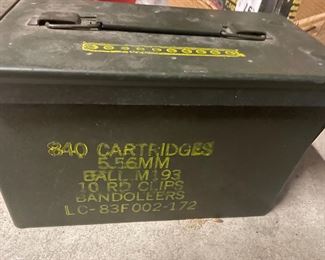 840 CARTRIDGES
5.56MM
BALL M193
10 RD CLIPS
BANDOLEERS
LC-83F002-172